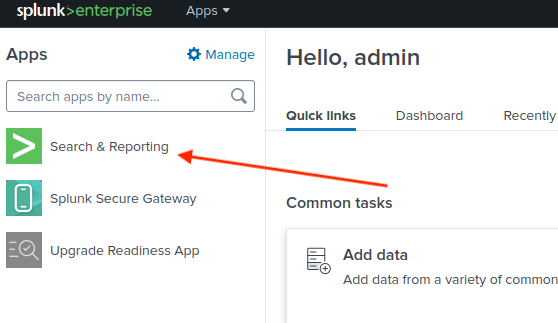 splunk>enterprise Apps
Apps
Manage
Search apps by name...
Search & Reporting
Splunk Secure Gateway
Upgrade Readiness App
Hello, admin
Quick links Dashboard Recently
Common tasks
Add data
Add data from a variety of common